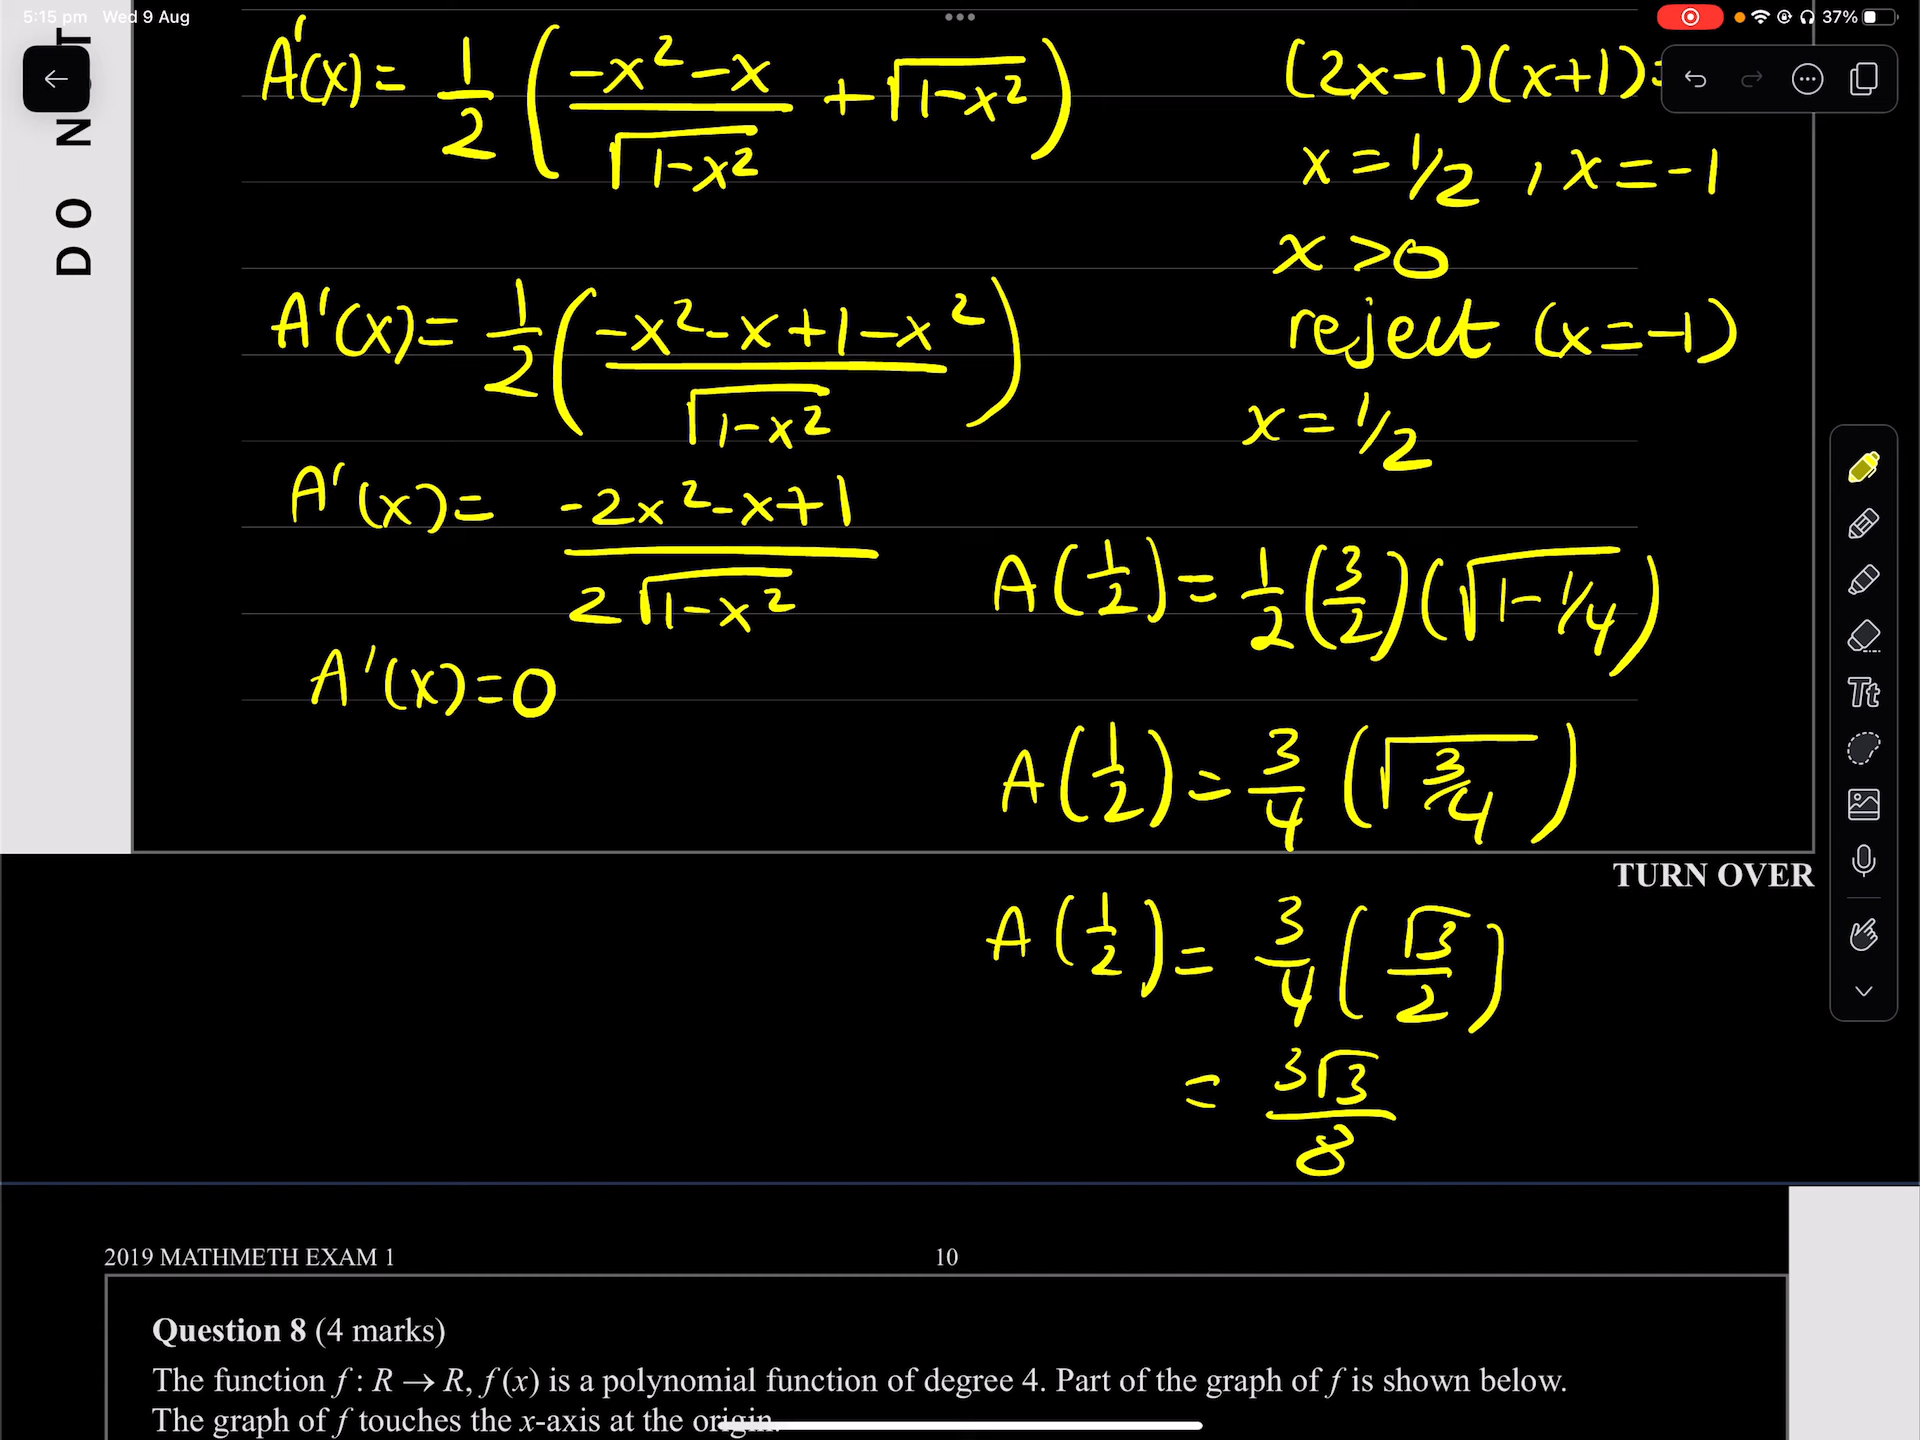 5:15 pm Wed 9 Aug
37%
DO N T
A'(x) = 1/2 ( (-x² - x)/√(1-x²) + √(1-x²) )
A'(x) = 1/2 ( (-x² - x + 1 - x²)/√(1-x²) )
A'(x) = (-2x² - x + 1)/(2√(1-x²))
A'(x) = 0
(2x-1)(x+1) =
x = 1/2 , x = -1
x > 0
reject (x = -1)
x = 1/2
A(1/2) = 1/2 (3/2) (√(1 - 1/4))
A(1/2) = 3/4 (√(3/4))
TURN OVER
A(1/2) = 3/4 (√3/2)
= 3√3/8
Tt
2019 MATHMETH EXAM 1 10
Question 8 (4 marks)
The function f : R → R, f (x) is a polynomial function of degree 4. Part of the graph of f is shown below.
The graph of f touches the x-axis at the origin.